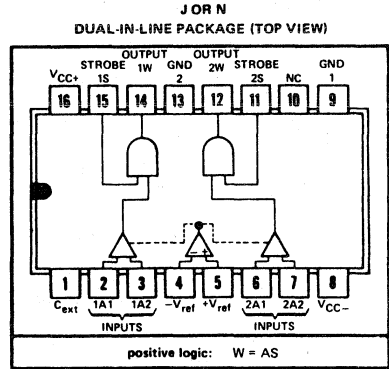 J OR N
DUAL-IN-LINE PACKAGE (TOP VIEW)
VCC+ STROBE 1S OUTPUT 1W GND 2 OUTPUT 2W STROBE 2S NC GND 1
16 15 14 13 12 11 10 9
- +
1 2 3 4 5 6 7 8
Cext 1A1 1A2 -Vref +Vref 2A1 2A2 VCC-
INPUTS INPUTS
positive logic: W = AS